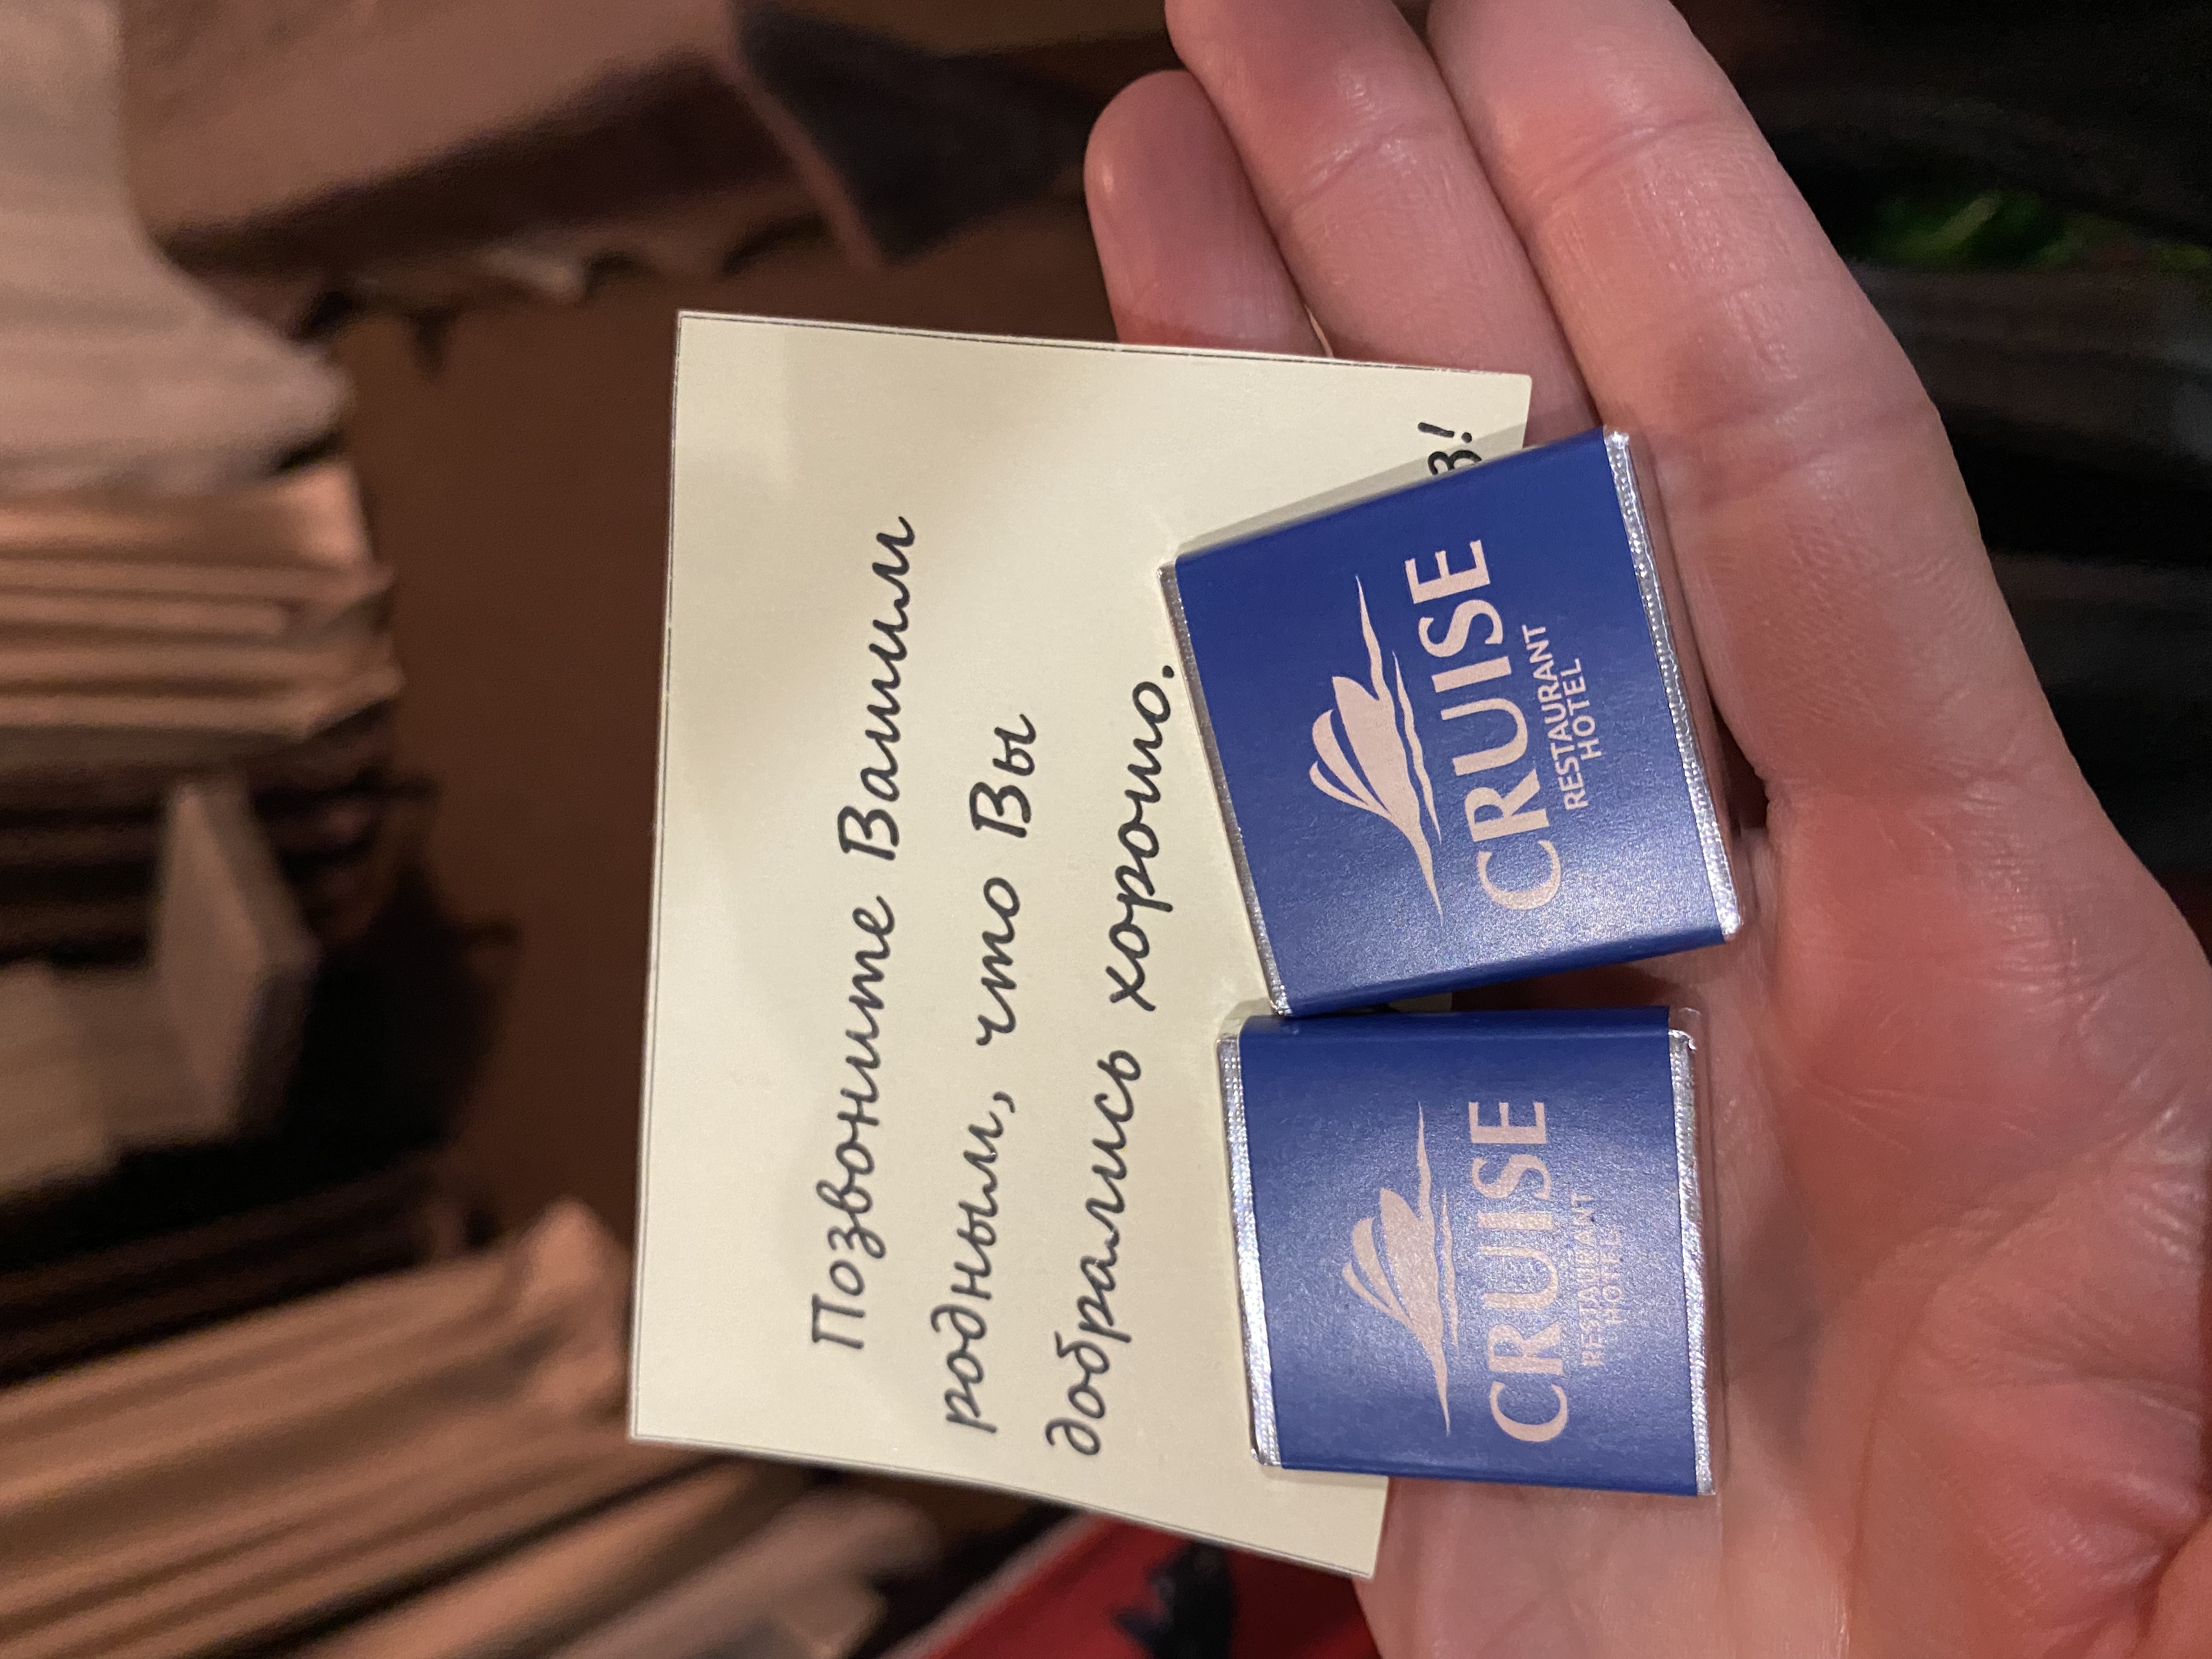 Позвоните Вашим
родным, что Вы
добрались хорошо.
!
CRUISE
RESTAURANT
HOTEL
CRUISE
RESTAURANT
HOTEL